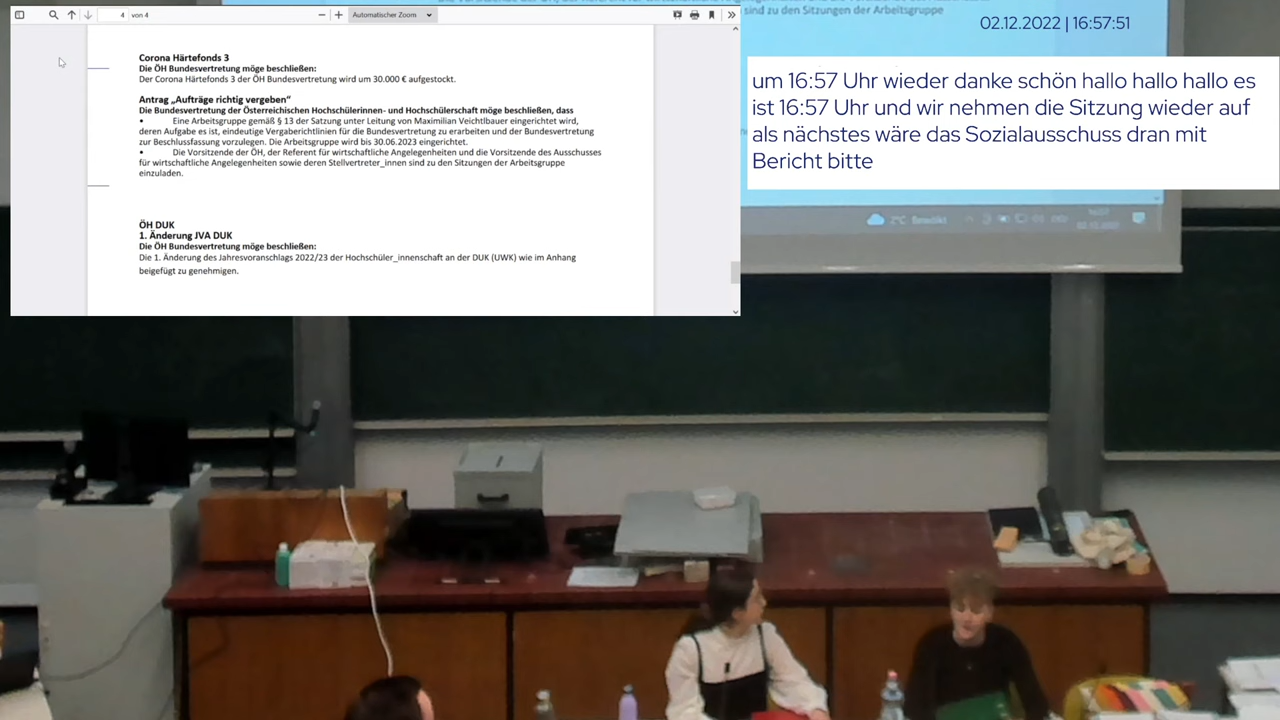 4 von 4
Automatischer Zoom
Corona Härtefonds 3
Die ÖH Bundesvertretung möge beschließen:
Der Corona Härtefonds 3 der ÖH Bundesvertretung wird um 30.000 € aufgestockt.
Antrag „Aufträge richtig vergeben“
Die Bundesvertretung der Österreichischen Hochschülerinnen- und Hochschülerschaft möge beschließen, dass
• Eine Arbeitsgruppe gemäß § 13 der Satzung unter Leitung von Maximilian Veichtlbauer eingerichtet wird,
deren Aufgabe es ist, eindeutige Vergaberichtlinien für die Bundesvertretung zu erarbeiten und der Bundesvertretung
zur Beschlussfassung vorzulegen. Die Arbeitsgruppe wird bis 30.06.2023 eingerichtet.
• Die Vorsitzende der ÖH, der Referent für wirtschaftliche Angelegenheiten und die Vorsitzende des Ausschusses
für wirtschaftliche Angelegenheiten sowie deren Stellvertreter_innen sind zu den Sitzungen der Arbeitsgruppe
einzuladen.
ÖH DUK
1. Änderung JVA DUK
Die ÖH Bundesvertretung möge beschließen:
Die 1. Änderung des Jahresvoranschlags 2022/23 der Hochschüler_innenschaft an der DUK (UWK) wie im Anhang
beigefügt zu genehmigen.
sind zu den Sitzungen der Arbeitsgruppe
02.12.2022 | 16:57:51
um 16:57 Uhr wieder danke schön hallo hallo hallo es
ist 16:57 Uhr und wir nehmen die Sitzung wieder auf
als nächstes wäre das Sozialausschuss dran mit
Bericht bitte
2°C Bewölkt